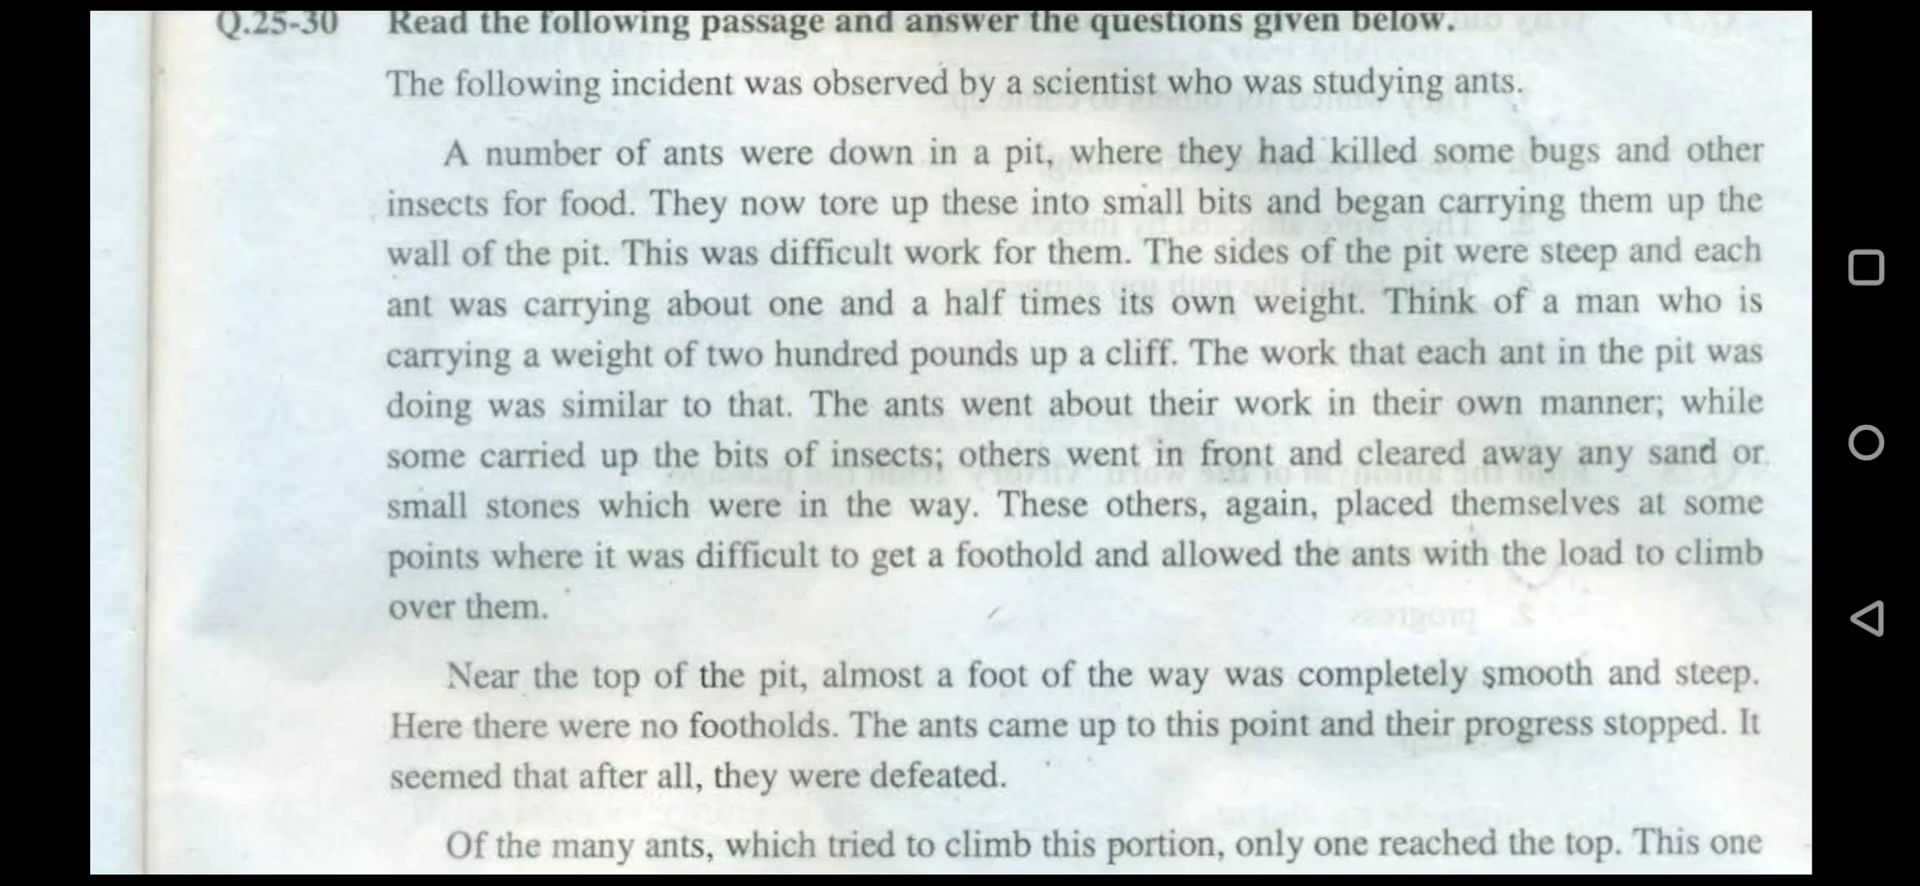 Q.25-30 Read the following passage and answer the questions given below.
The following incident was observed by a scientist who was studying ants.
A number of ants were down in a pit, where they had killed some bugs and other
insects for food. They now tore up these into small bits and began carrying them up the
wall of the pit. This was difficult work for them. The sides of the pit were steep and each
ant was carrying about one and a half times its own weight. Think of a man who is
carrying a weight of two hundred pounds up a cliff. The work that each ant in the pit was
doing was similar to that. The ants went about their work in their own manner; while
some carried up the bits of insects; others went in front and cleared away any sand or
small stones which were in the way. These others, again, placed themselves at some
points where it was difficult to get a foothold and allowed the ants with the load to climb
over them.
Near the top of the pit, almost a foot of the way was completely smooth and steep.
Here there were no footholds. The ants came up to this point and their progress stopped. It
seemed that after all, they were defeated.
Of the many ants, which tried to climb this portion, only one reached the top. This one